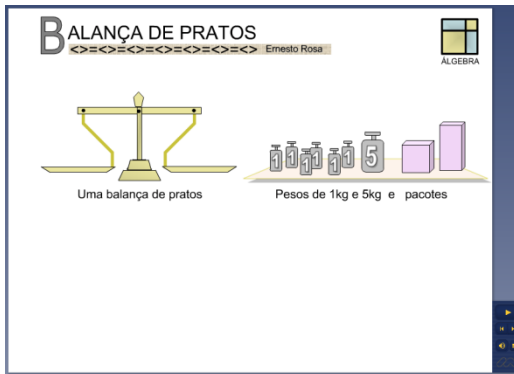 BALANÇA DE PRATOS
<>=<>=<>=<>=<>=<>=<> Ernesto Rosa
ÁLGEBRA
1 1 1 1 1 1 5
Uma balança de pratos
Pesos de 1kg e 5kg e pacotes